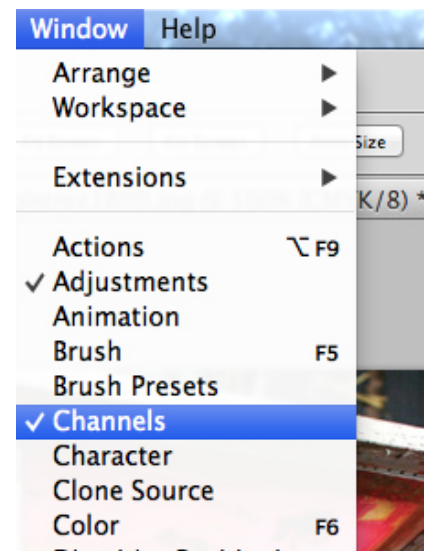 Window Help
Arrange ▶
Workspace ▶
Size
Extensions ▶
K/8) *
Actions ⌥ F9
✓ Adjustments
Animation
Brush F5
Brush Presets
✓ Channels
Character
Clone Source
Color F6